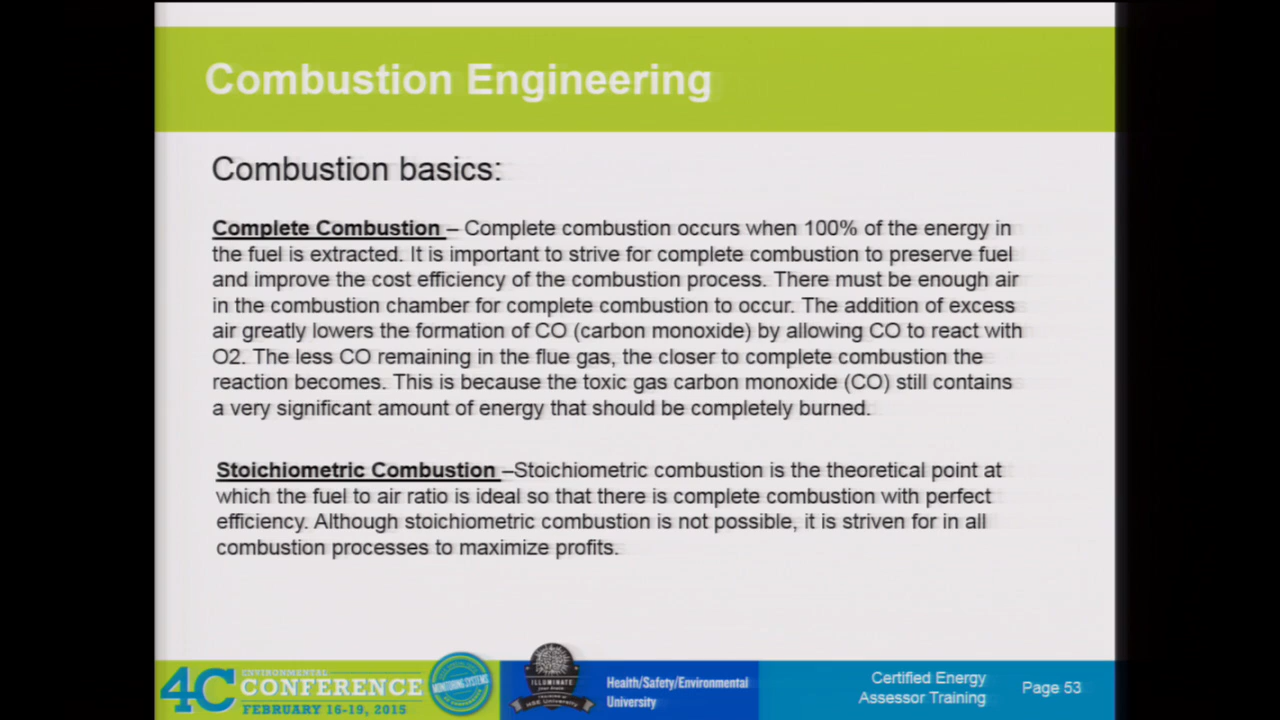 Combustion Engineering
Combustion basics:
Complete Combustion – Complete combustion occurs when 100% of the energy in
the fuel is extracted. It is important to strive for complete combustion to preserve fuel
and improve the cost efficiency of the combustion process. There must be enough air
in the combustion chamber for complete combustion to occur. The addition of excess
air greatly lowers the formation of CO (carbon monoxide) by allowing CO to react with
O2. The less CO remaining in the flue gas, the closer to complete combustion the
reaction becomes. This is because the toxic gas carbon monoxide (CO) still contains
a very significant amount of energy that should be completely burned.
Stoichiometric Combustion –Stoichiometric combustion is the theoretical point at
which the fuel to air ratio is ideal so that there is complete combustion with perfect
efficiency. Although stoichiometric combustion is not possible, it is striven for in all
combustion processes to maximize profits.
4C ENVIRONMENTAL
CONFERENCE
FEBRUARY 16-19, 2015
MONITORING SYSTEMS
ILLUMINATE
HSE University
Health/Safety/Environmental
University
Certified Energy
Assessor Training
Page 53